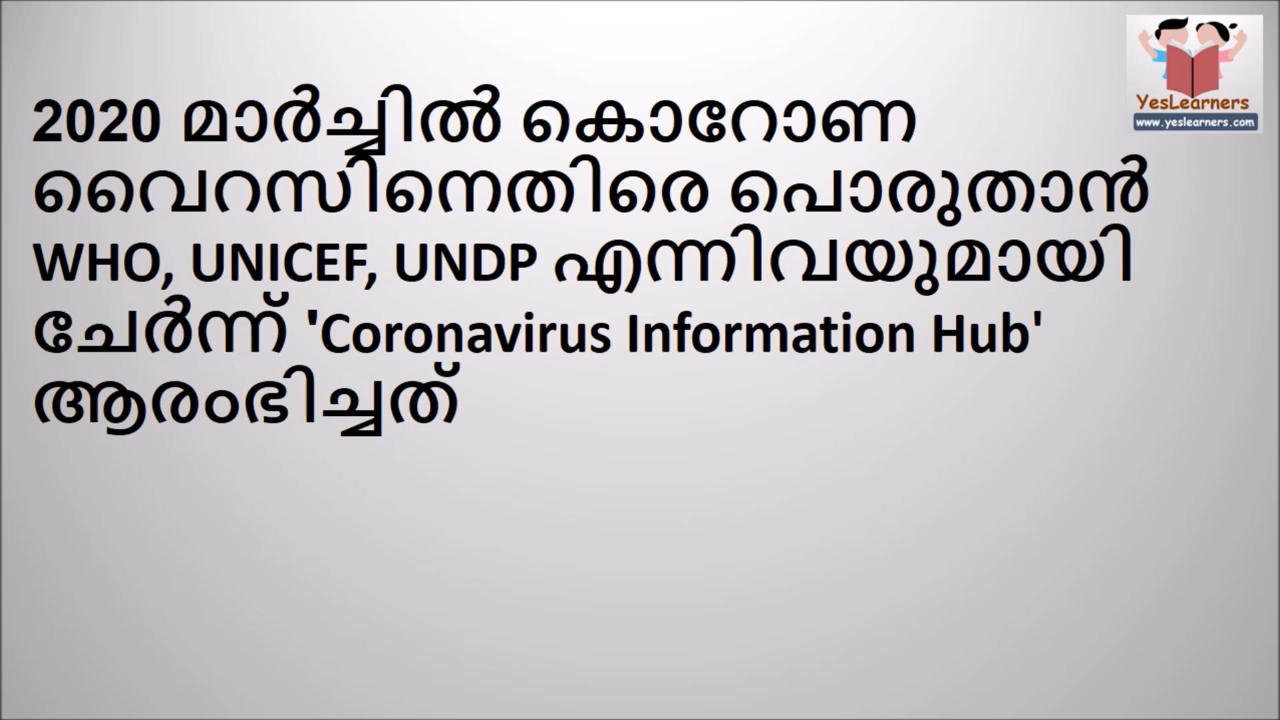 YesLearners
www.yeslearners.com
2020 മാർച്ചിൽ കൊറോണ
വൈറസിനെതിരെ പൊരുതാൻ
WHO, UNICEF, UNDP എന്നിവയുമായി
ചേർന്ന് 'Coronavirus Information Hub'
ആരംഭിച്ചത്